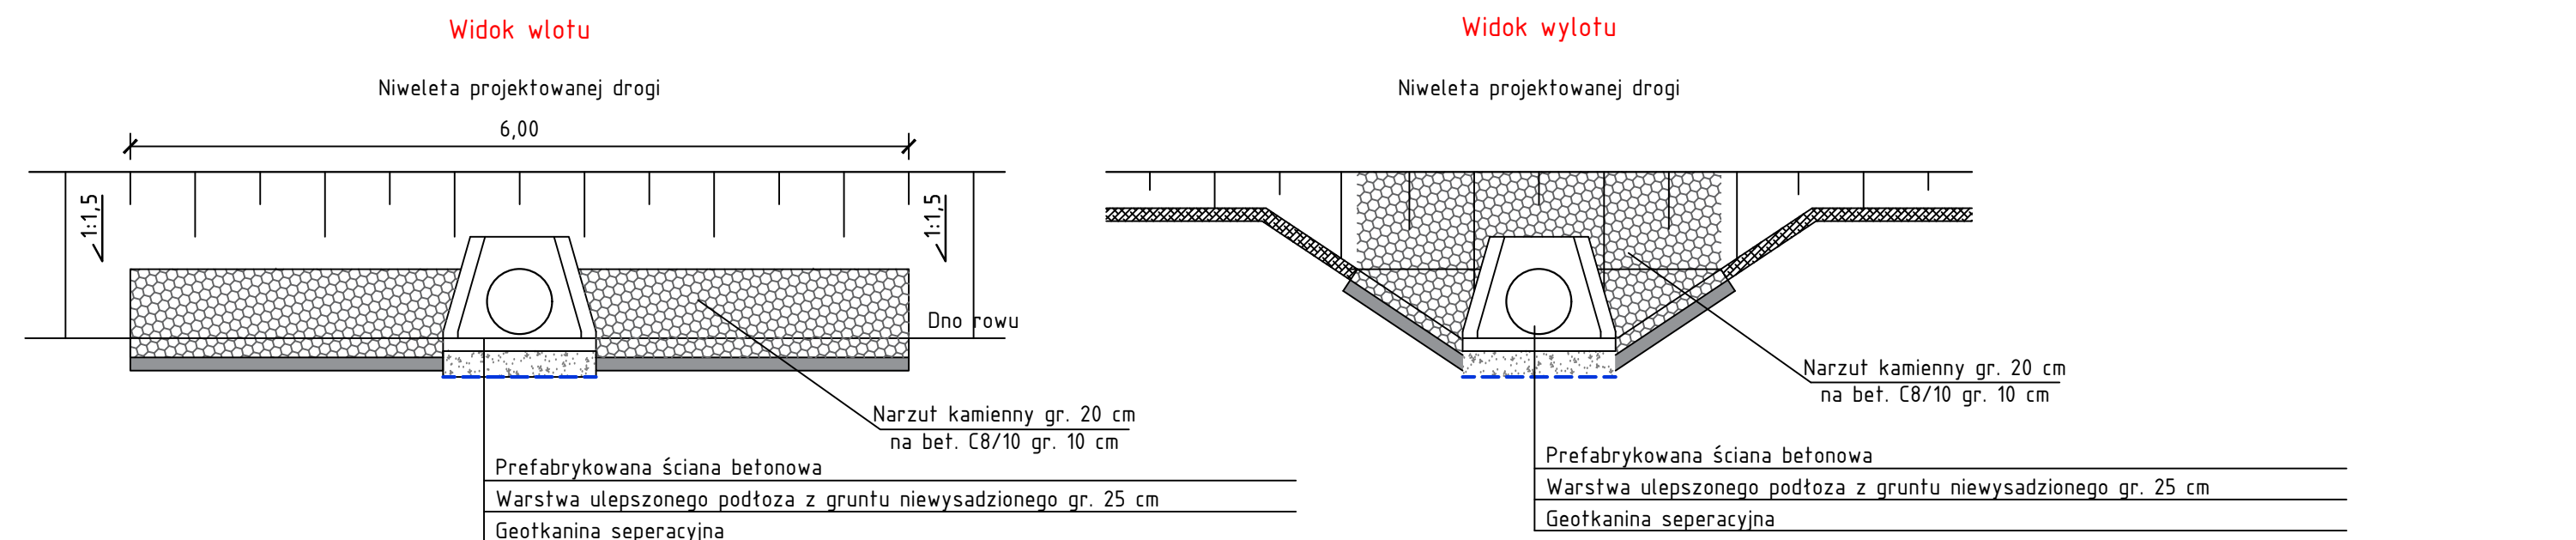 Widok wlotu
Niweleta projektowanej drogi
6,00
1:1,5
1:1,5
Dno rowu
Narzut kamienny gr. 20 cm
na bet. C8/10 gr. 10 cm
Prefabrykowana ściana betonowa
Warstwa ulepszonego podłoza z gruntu niewysadzionego gr. 25 cm
Geotkanina seperacyjna
Widok wylotu
Niweleta projektowanej drogi
Narzut kamienny gr. 20 cm
na bet. C8/10 gr. 10 cm
Prefabrykowana ściana betonowa
Warstwa ulepszonego podłoza z gruntu niewysadzionego gr. 25 cm
Geotkanina seperacyjna